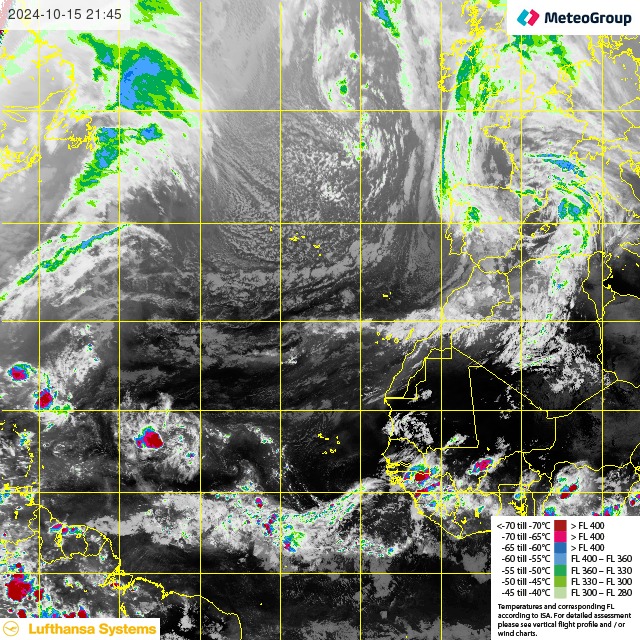 2024-10-15 21:45
MeteoGroup
<-70 till -70°C > FL 400
-70 till -65°C > FL 400
-65 till -60°C > FL 400
-60 till -55°C FL 400 – FL 360
-55 till -50°C FL 360 – FL 330
-50 till -45°C FL 330 – FL 300
-45 till -40°C FL 300 – FL 280
Temperatures and corresponding FL
according to ISA. For detailed assessment
please see vertical flight profile and / or
wind charts.
Lufthansa Systems